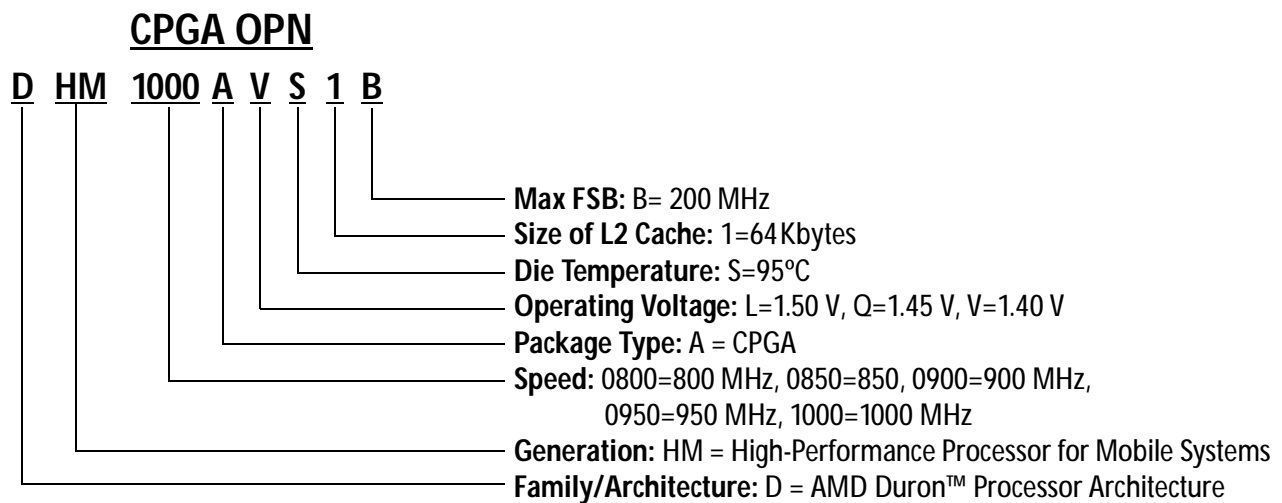 CPGA OPN
D HM 1000 A V S 1 B
Max FSB: B= 200 MHz
Size of L2 Cache: 1=64Kbytes
Die Temperature: S=95ºC
Operating Voltage: L=1.50 V, Q=1.45 V, V=1.40 V
Package Type: A = CPGA
Speed: 0800=800 MHz, 0850=850, 0900=900 MHz,
0950=950 MHz, 1000=1000 MHz
Generation: HM = High-Performance Processor for Mobile Systems
Family/Architecture: D = AMD Duron™ Processor Architecture